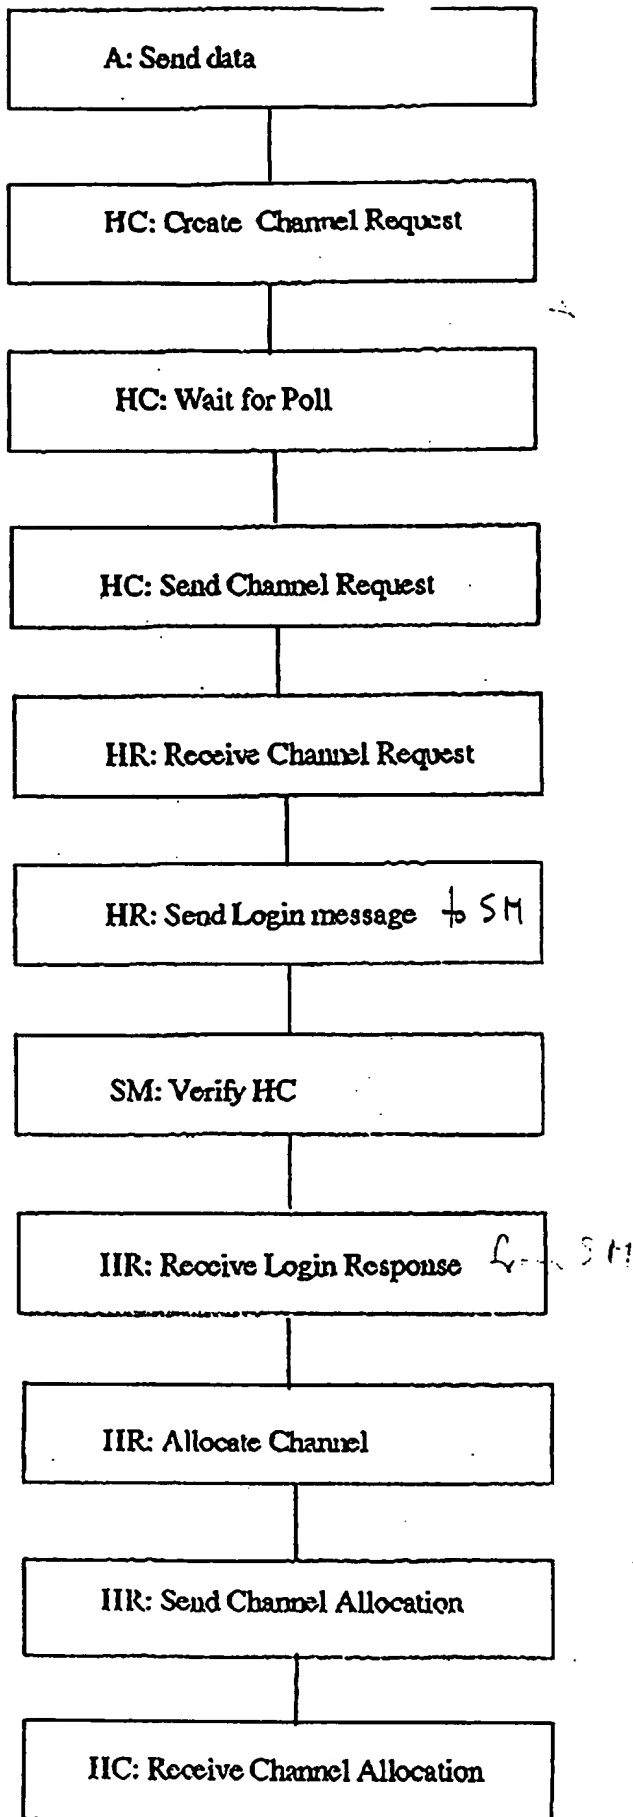 A: Send data
HC: Create Channel Request
HC: Wait for Poll
HC: Send Channel Request
HR: Receive Channel Request
HR: Send Login message to SM
SM: Verify HC
HR: Receive Login Response SM
HR: Allocate Channel
HR: Send Channel Allocation
HC: Receive Channel Allocation